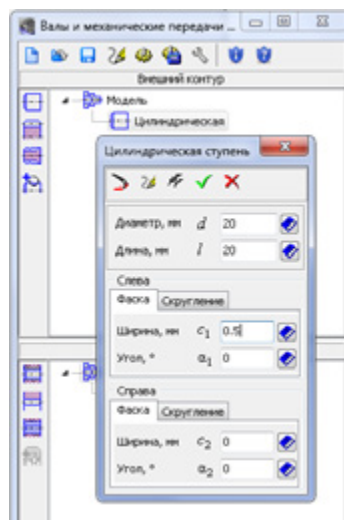 Валы и механические передачи ...
Внешний контур
Модель
Цилиндрическая
Цилиндрическая ступень
Диаметр, мм d 20
Длина, мм l 20
Слева
Фаска Скругление
Ширина, мм c1 0.5
Угол, ° α1 0
Справа
Фаска Скругление
Ширина, мм c2 0
Угол, ° α2 0